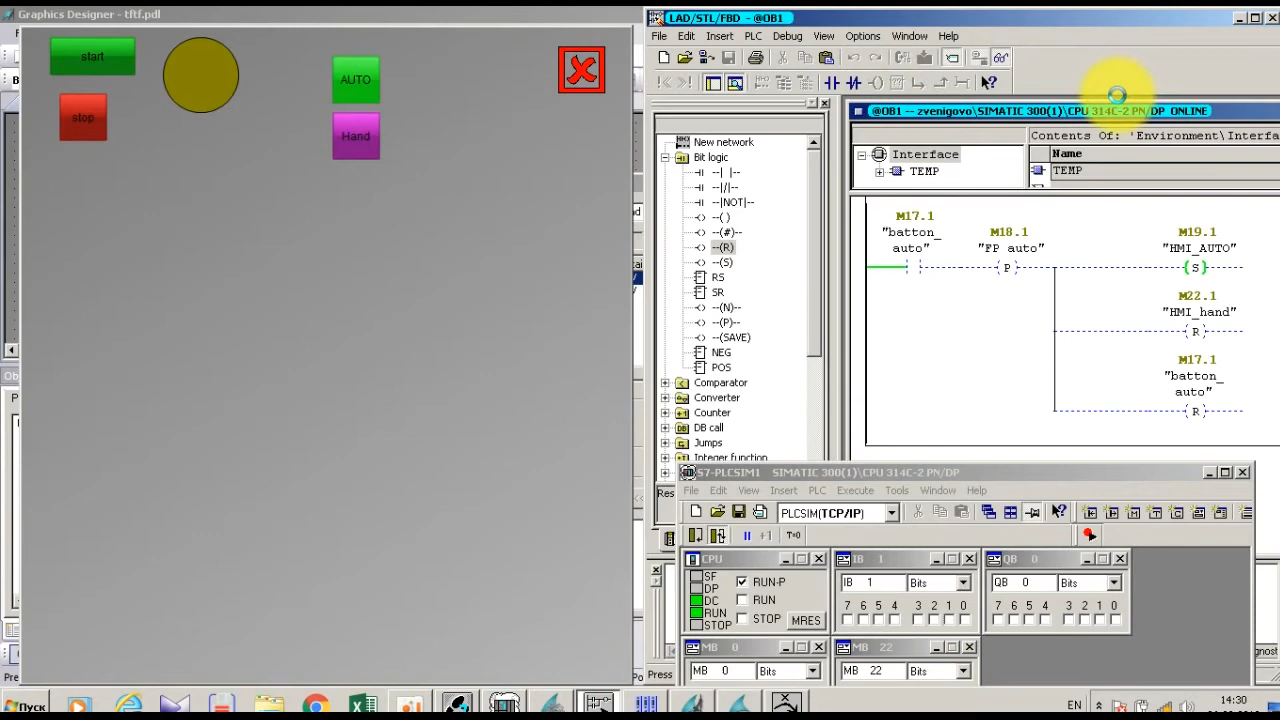 Graphics Designer - tftf.pdl
start
stop
AUTO
Hand
LAD/STL/FBD - @OB1
File Edit Insert PLC Debug View Options Window Help
@OB1 -- zvenigovo\SIMATIC 300(1)\CPU 314C-2 PN/DP ONLINE
Contents Of: 'Environment\Interfa
Interface
TEMP
Name
TEMP
New network
Bit logic
--| |--
--|/|--
--|NOT|--
--( )
--(#)--
--(R)
--(S)
RS
SR
--(N)--
--(P)--
--(SAVE)
NEG
POS
Comparator
Converter
Counter
DB call
Jumps
Integer function
M17.1
"batton_
auto"
M18.1
"FP auto"
P
M19.1
"HMI_AUTO"
S
M22.1
"HMI_hand"
R
M17.1
"batton_
auto"
R
S7-PLCSIM1 SIMATIC 300(1)\CPU 314C-2 PN/DP
File Edit View Insert PLC Execute Tools Window Help
PLCSIM(TCP/IP)
+1 T=0
CPU
SF
DP
DC
RUN
STOP
RUN-P
RUN
STOP
MRES
IB 1
IB 1 Bits
7 6 5 4 3 2 1 0
QB 0
QB 0 Bits
7 6 5 4 3 2 1 0
MB 0
MB 0 Bits
MB 22
MB 22 Bits
Press
Пуск
EN
14:30